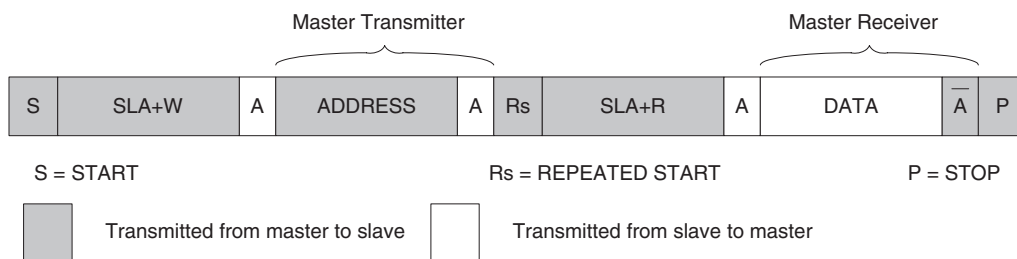 Master Transmitter Master Receiver
S SLA+W A ADDRESS A Rs SLA+R A DATA A̅ P
S = START Rs = REPEATED START P = STOP
Transmitted from master to slave Transmitted from slave to master